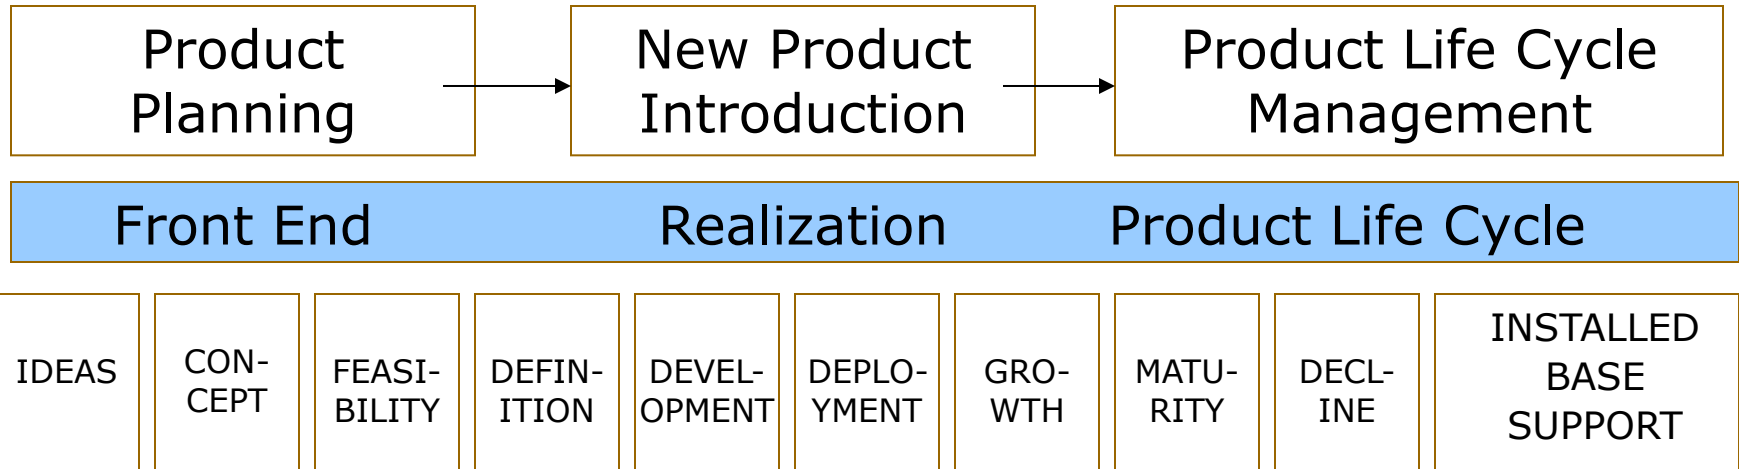 Product
Planning
New Product
Introduction
Product Life Cycle
Management
Front End
Realization
Product Life Cycle
IDEAS
CON-
CEPT
FEASI-
BILITY
DEFIN-
ITION
DEVEL-
OPMENT
DEPLO-
YMENT
GRO-
WTH
MATU-
RITY
DECL-
INE
INSTALLED
BASE
SUPPORT